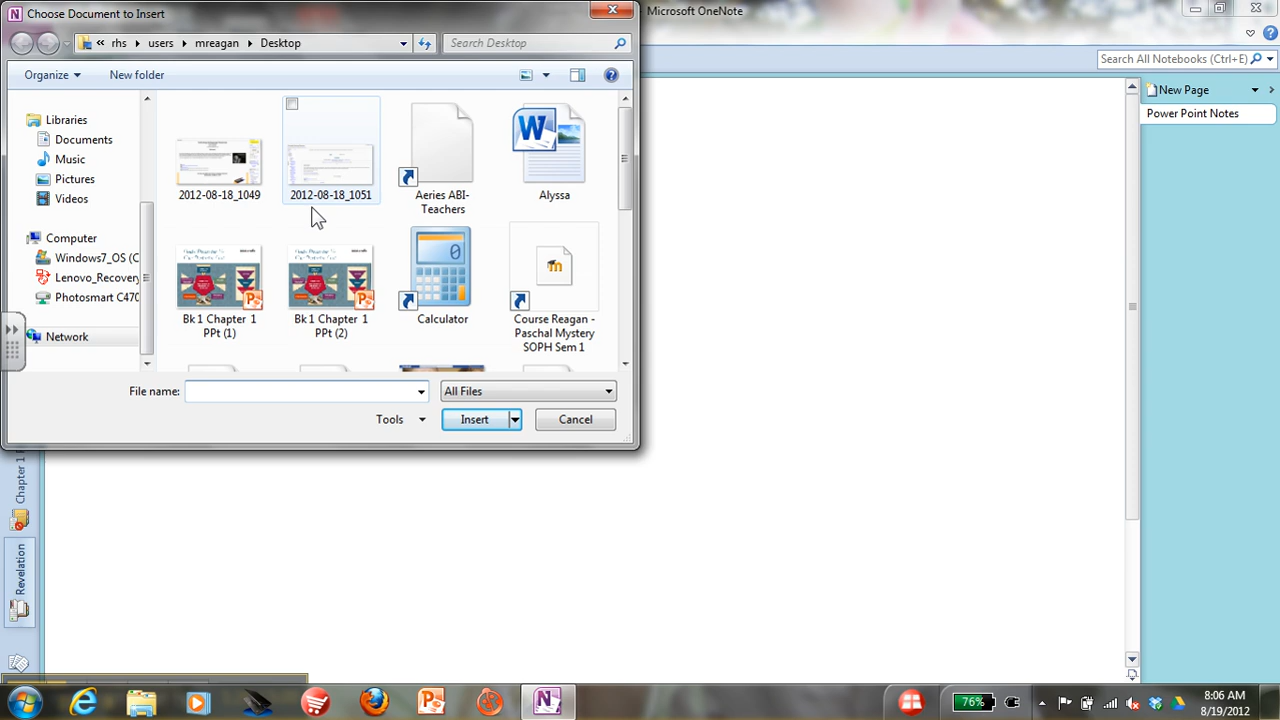 Choose Document to Insert
Microsoft OneNote
rhs users mreagan Desktop
Search Desktop
Search All Notebooks (Ctrl+E)
Organize New folder
New Page
Power Point Notes
Libraries
Documents
Music
Pictures
Videos
Computer
Windows7_OS (C
Lenovo_Recovery
Photosmart C470
Network
2012-08-18_1049
2012-08-18_1051
Aeries ABI-
Teachers
Alyssa
Bk 1 Chapter 1
PPt (1)
Bk 1 Chapter 1
PPt (2)
Calculator
Course Reagan -
Paschal Mystery
SOPH Sem 1
File name:
All Files
Tools
Insert
Cancel
Chapter 1
Revelation
76%
8:06 AM
8/19/2012